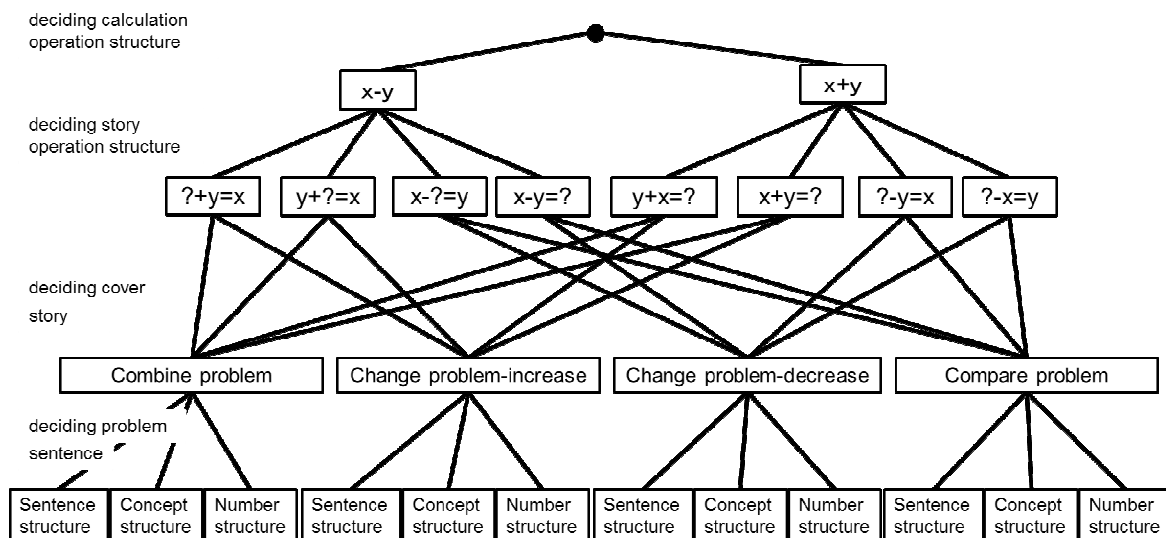 deciding calculation
operation structure
x-y
x+y
deciding story
operation structure
?+y=x
y+?=x
x-?=y
x-y=?
y+x=?
x+y=?
?-y=x
?-x=y
deciding cover
story
Combine problem
Change problem-increase
Change problem-decrease
Compare problem
deciding problem
sentence
Sentence
structure
Concept
structure
Number
structure
Sentence
structure
Concept
structure
Number
structure
Sentence
structure
Concept
structure
Number
structure
Sentence
structure
Concept
structure
Number
structure